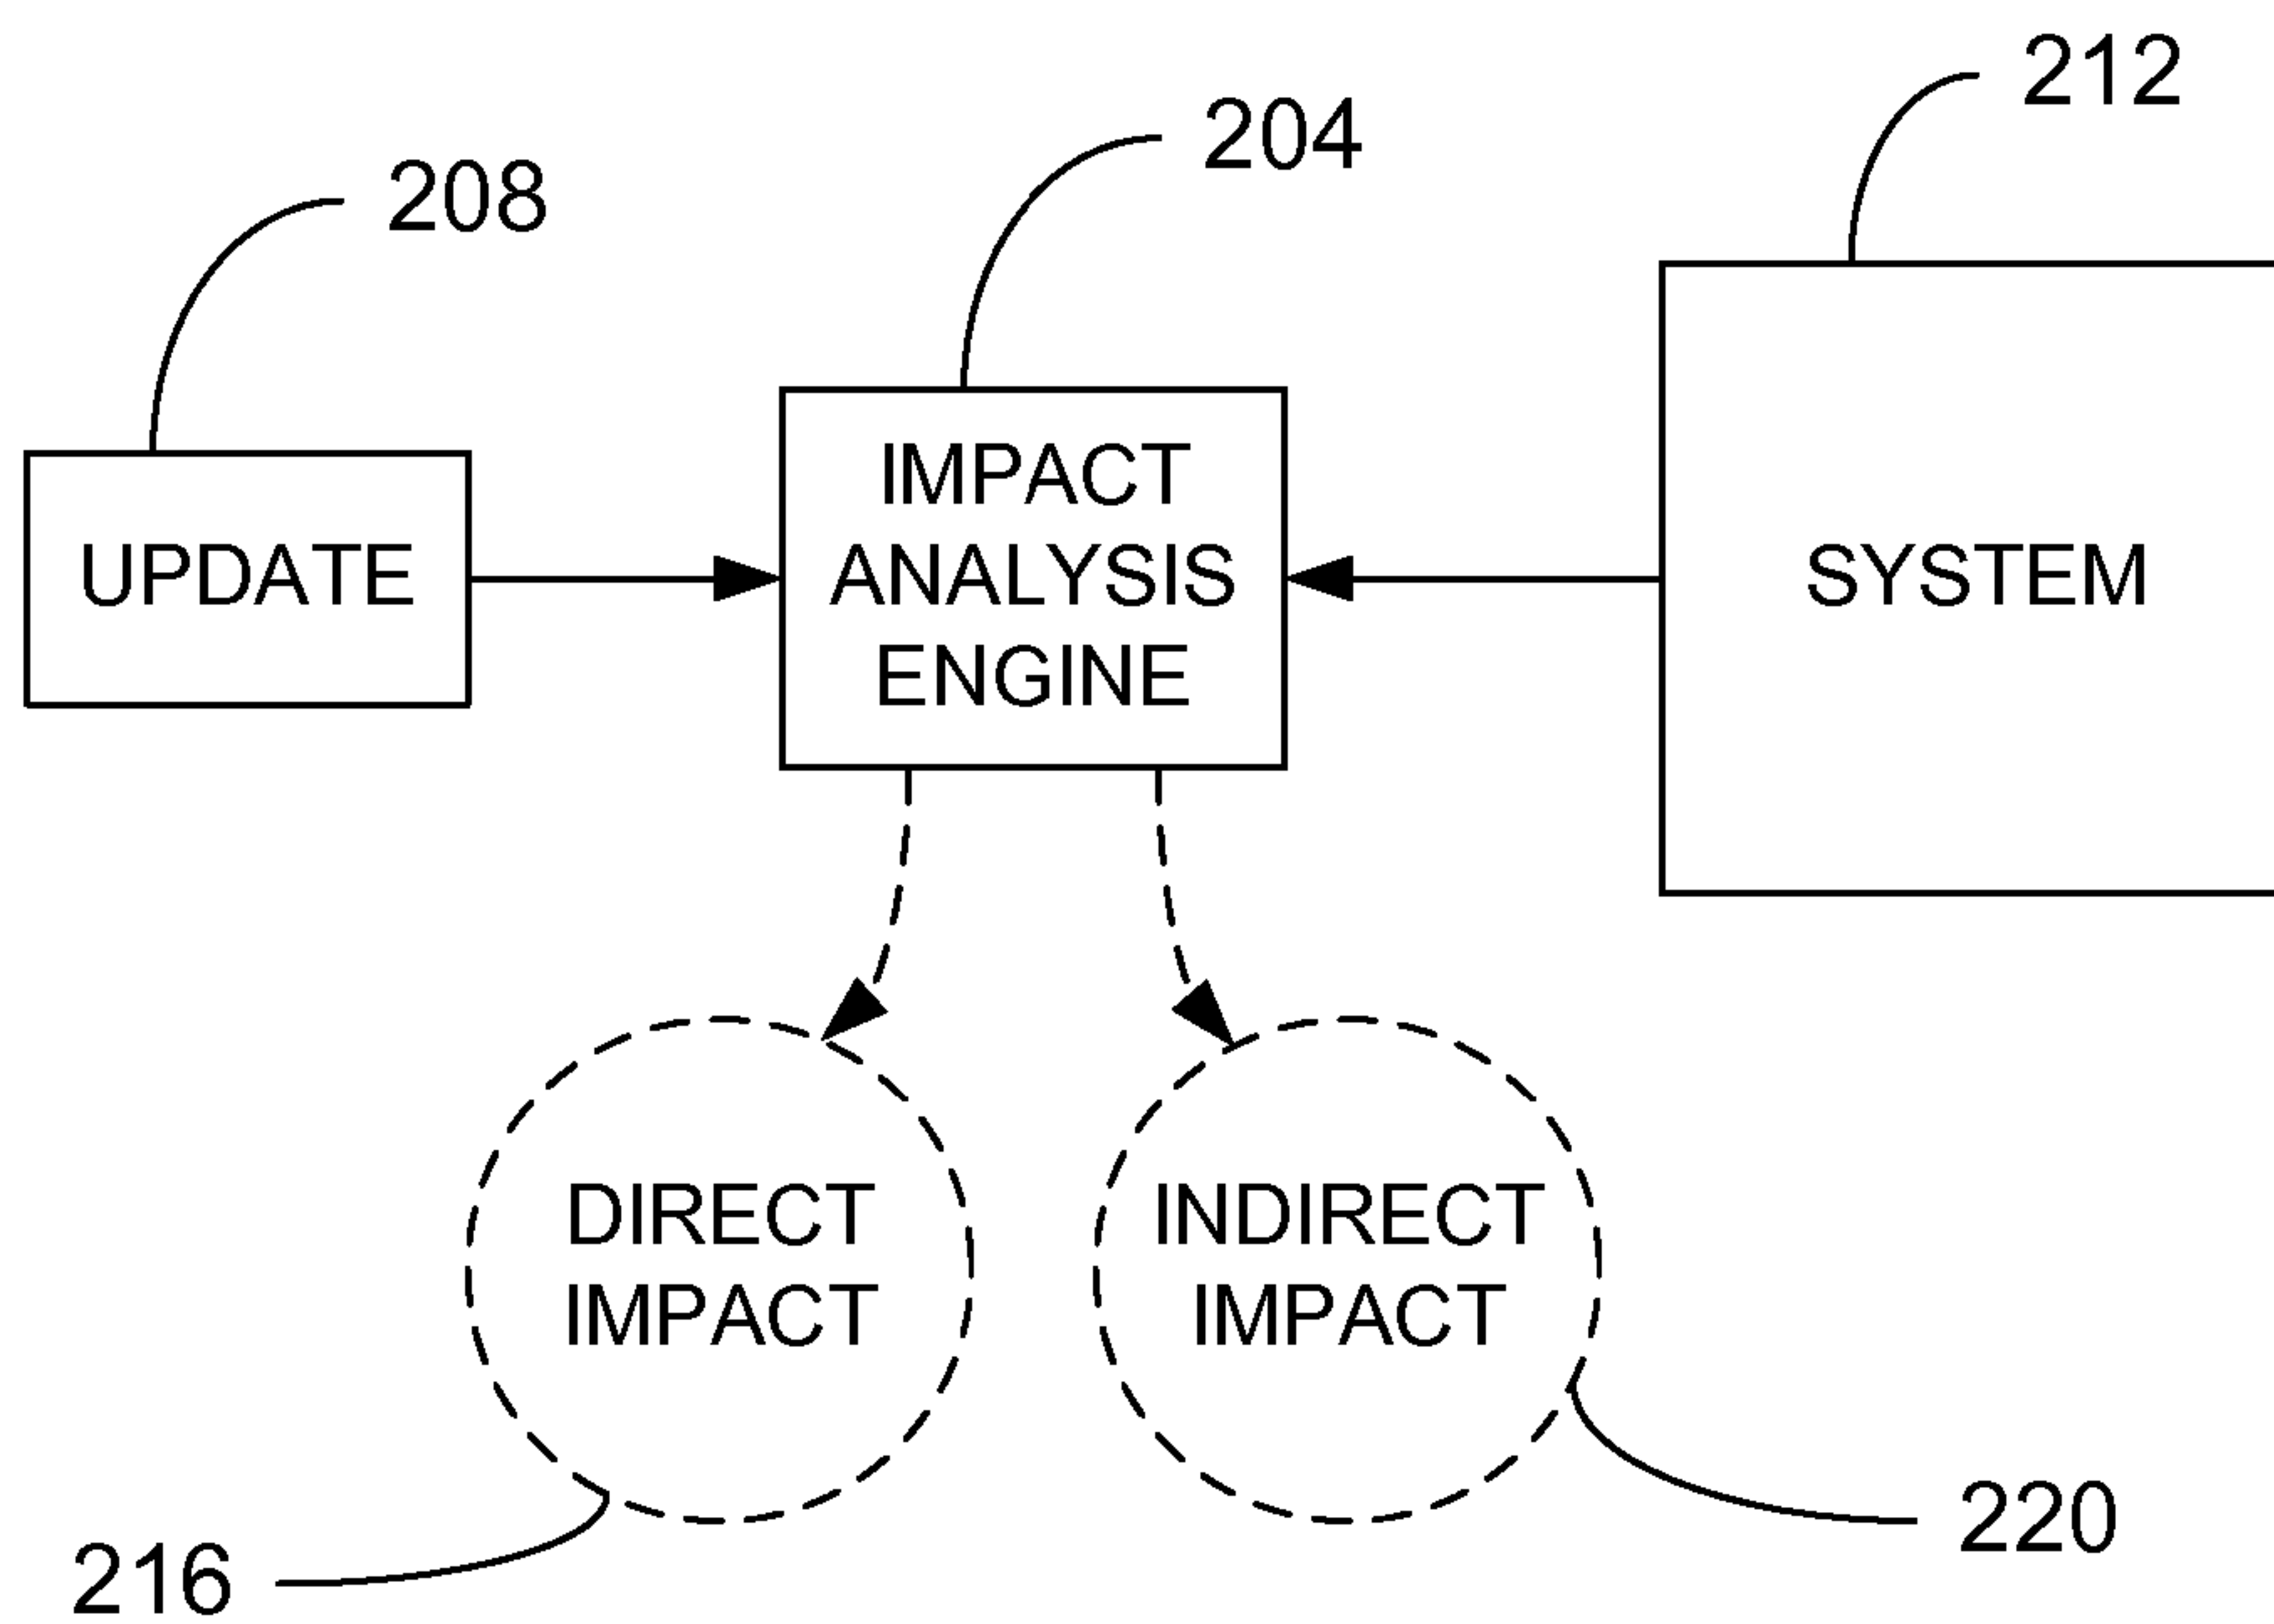 212
204
208
IMPACT
ANALYSIS
ENGINE
UPDATE
SYSTEM
DIRECT
IMPACT
INDIRECT
IMPACT
220
216